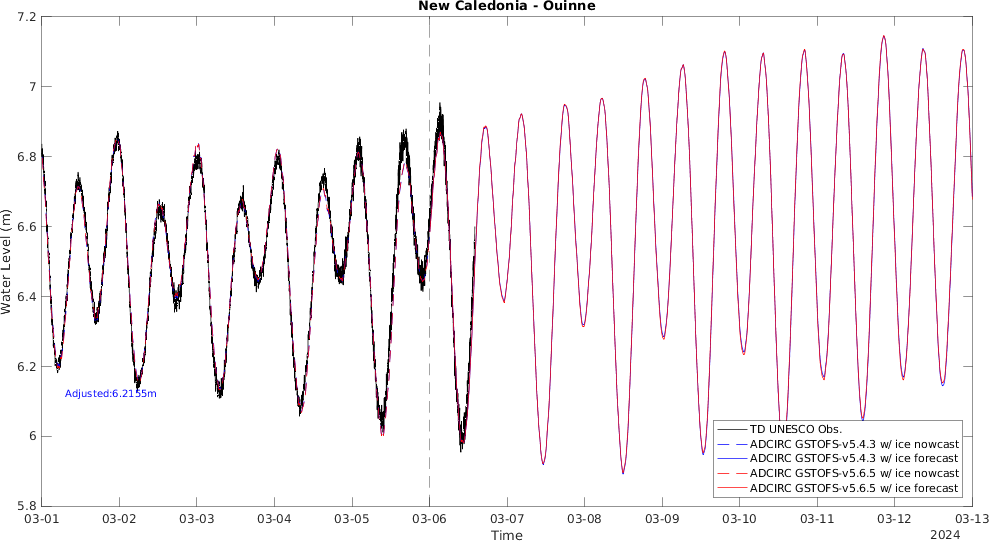 New Caledonia - Ouinne
7.2
7
6.8
6.6
6.4
6.2
6
5.8
Water Level (m)
Adjusted:6.2155m
TD UNESCO Obs.
ADCIRC GSTOFS-v5.4.3 w/ ice nowcast
ADCIRC GSTOFS-v5.4.3 w/ ice forecast
ADCIRC GSTOFS-v5.6.5 w/ ice nowcast
ADCIRC GSTOFS-v5.6.5 w/ ice forecast
03-01 03-02 03-03 03-04 03-05 03-06 03-07 03-08 03-09 03-10 03-11 03-12 03-13
Time
2024